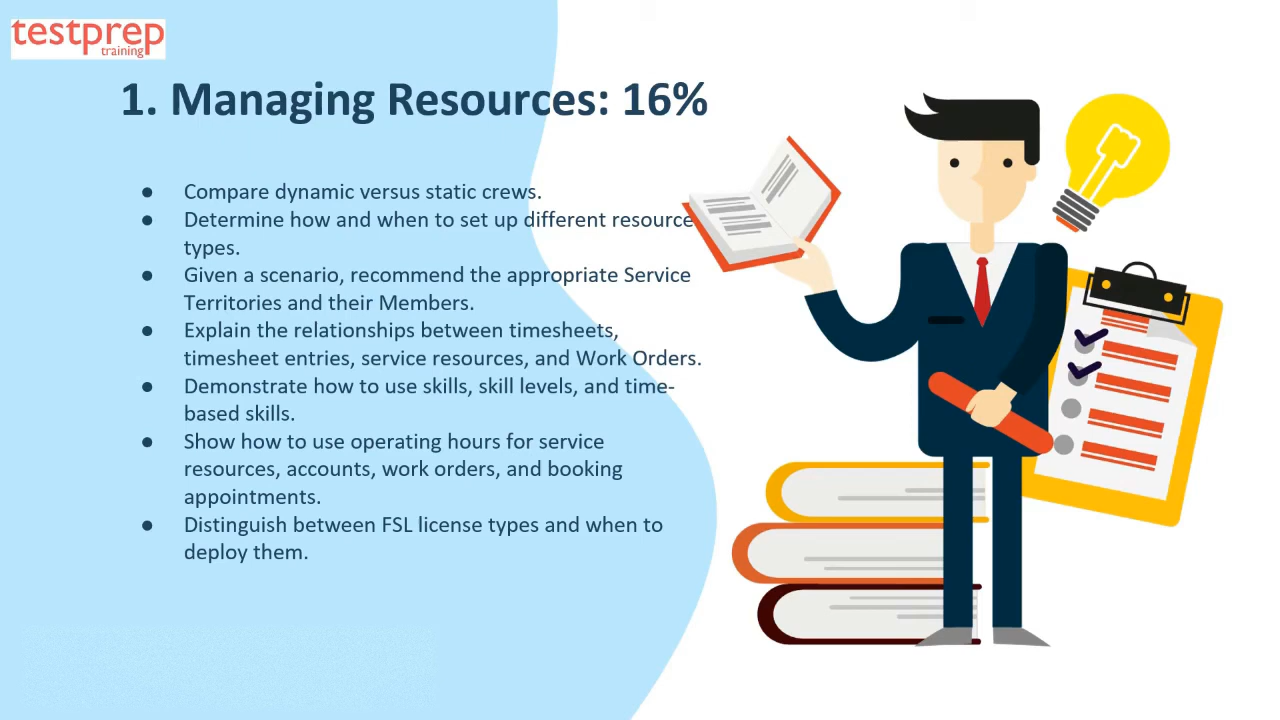 testprep
training
1. Managing Resources: 16%
● Compare dynamic versus static crews.
● Determine how and when to set up different resource
types.
● Given a scenario, recommend the appropriate Service
Territories and their Members.
● Explain the relationships between timesheets,
timesheet entries, service resources, and Work Orders.
● Demonstrate how to use skills, skill levels, and time-
based skills.
● Show how to use operating hours for service
resources, accounts, work orders, and booking
appointments.
● Distinguish between FSL license types and when to
deploy them.